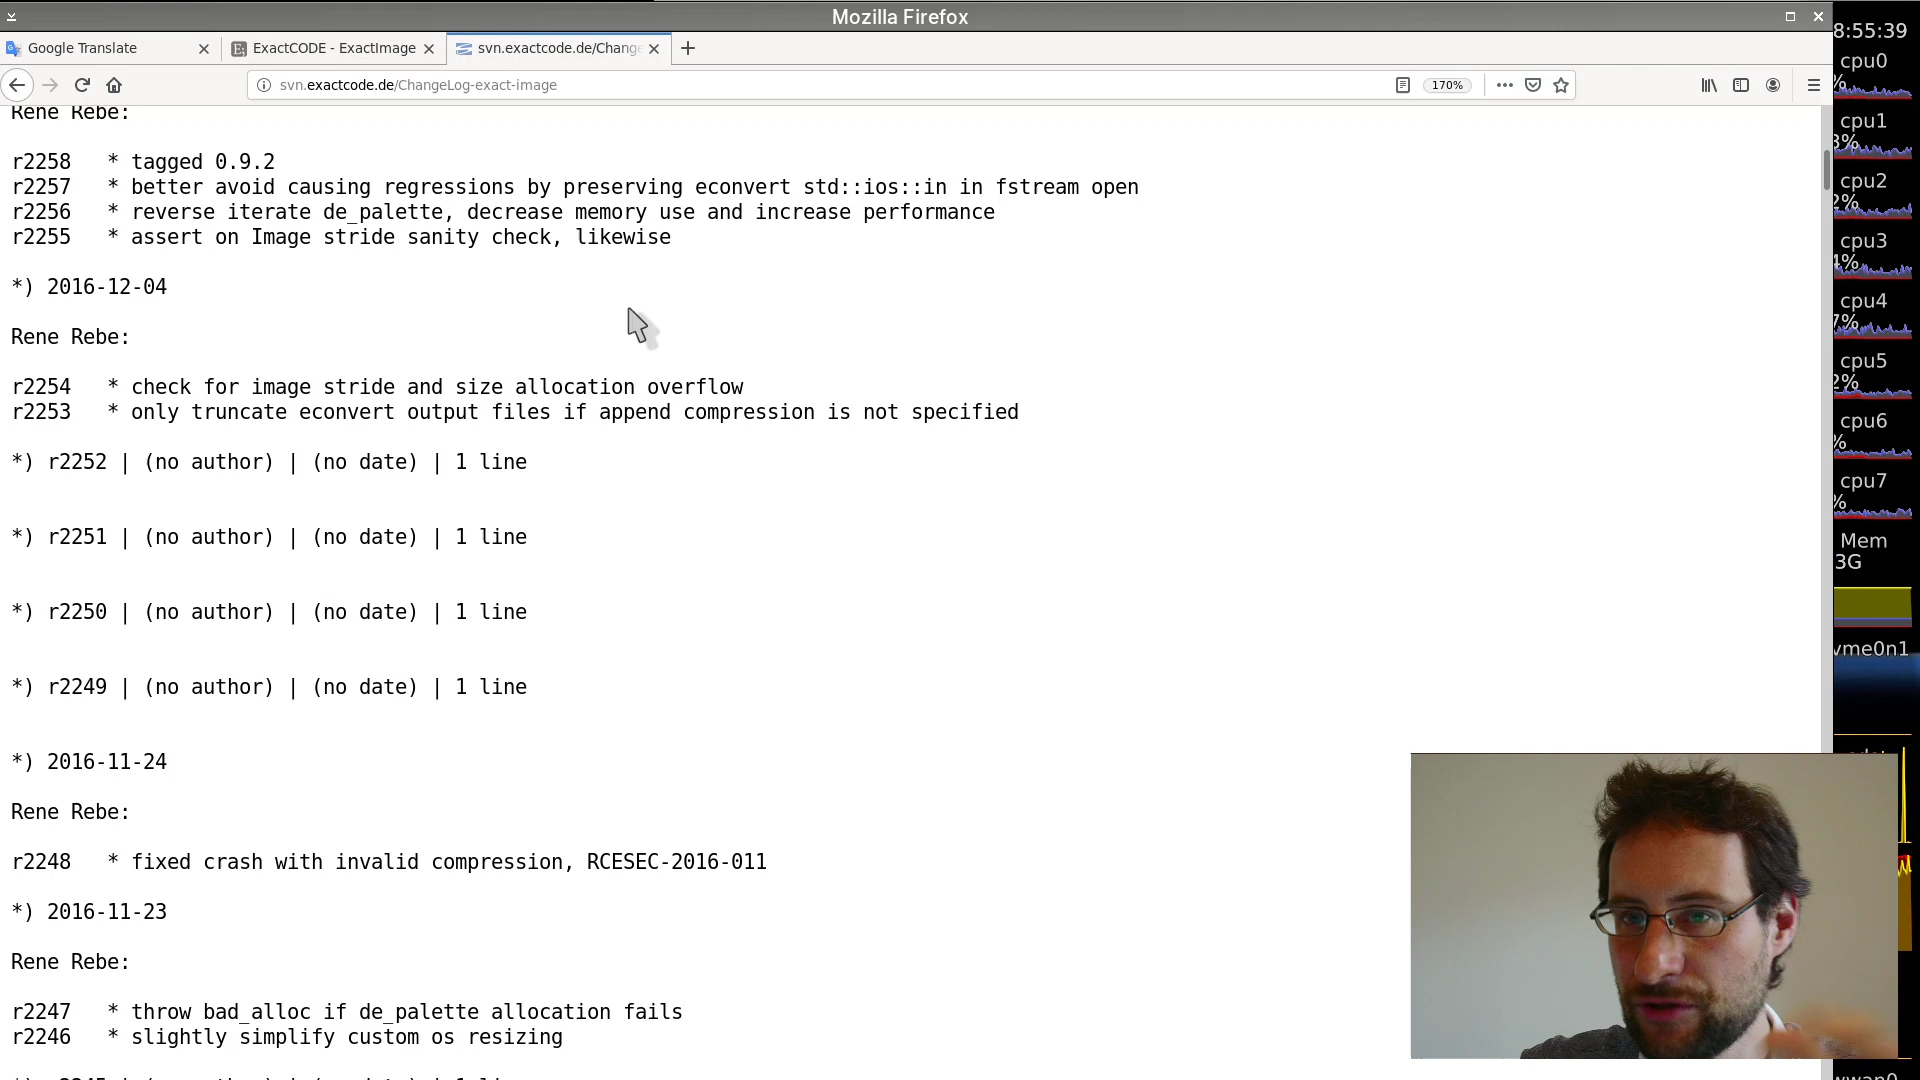 Mozilla Firefox
Google Translate
ExactCODE - ExactImage
svn.exactcode.de/Change
svn.exactcode.de/ChangeLog-exact-image
170%
Rene Rebe:
r2258 * tagged 0.9.2
r2257 * better avoid causing regressions by preserving econvert std::ios::in in fstream open
r2256 * reverse iterate de_palette, decrease memory use and increase performance
r2255 * assert on Image stride sanity check, likewise
*) 2016-12-04
Rene Rebe:
r2254 * check for image stride and size allocation overflow
r2253 * only truncate econvert output files if append compression is not specified
*) r2252 | (no author) | (no date) | 1 line
*) r2251 | (no author) | (no date) | 1 line
*) r2250 | (no author) | (no date) | 1 line
*) r2249 | (no author) | (no date) | 1 line
*) 2016-11-24
Rene Rebe:
r2248 * fixed crash with invalid compression, RCESEC-2016-011
*) 2016-11-23
Rene Rebe:
r2247 * throw bad_alloc if de_palette allocation fails
r2246 * slightly simplify custom os resizing
8:55:39
cpu0
%
cpu1
3%
cpu2
2%
cpu3
4%
cpu4
7%
cpu5
2%
cpu6
%
cpu7
%
Mem
3G
vme0n1